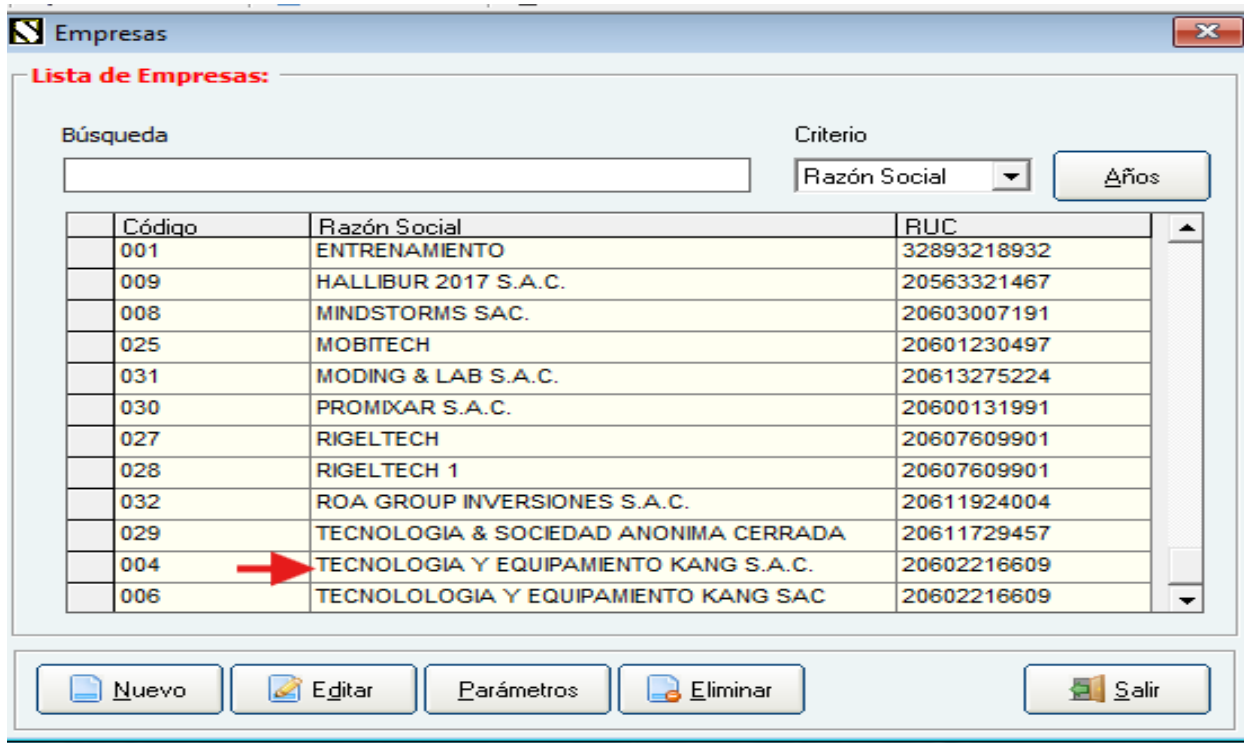 Empresas
Lista de Empresas:
Búsqueda Criterio
Razón Social Años
Código Razón Social RUC
001 ENTRENAMIENTO 32893218932
009 HALLIBUR 2017 S.A.C. 20563321467
008 MINDSTORMS SAC. 20603007191
025 MOBITECH 20601230497
031 MODING & LAB S.A.C. 20613275224
030 PROMIXAR S.A.C. 20600131991
027 RIGELTECH 20607609901
028 RIGELTECH 1 20607609901
032 ROA GROUP INVERSIONES S.A.C. 20611924004
029 TECNOLOGIA & SOCIEDAD ANONIMA CERRADA 20611729457
004 TECNOLOGIA Y EQUIPAMIENTO KANG S.A.C. 20602216609
006 TECNOLOLOGIA Y EQUIPAMIENTO KANG SAC 20602216609
Nuevo Editar Parámetros Eliminar Salir